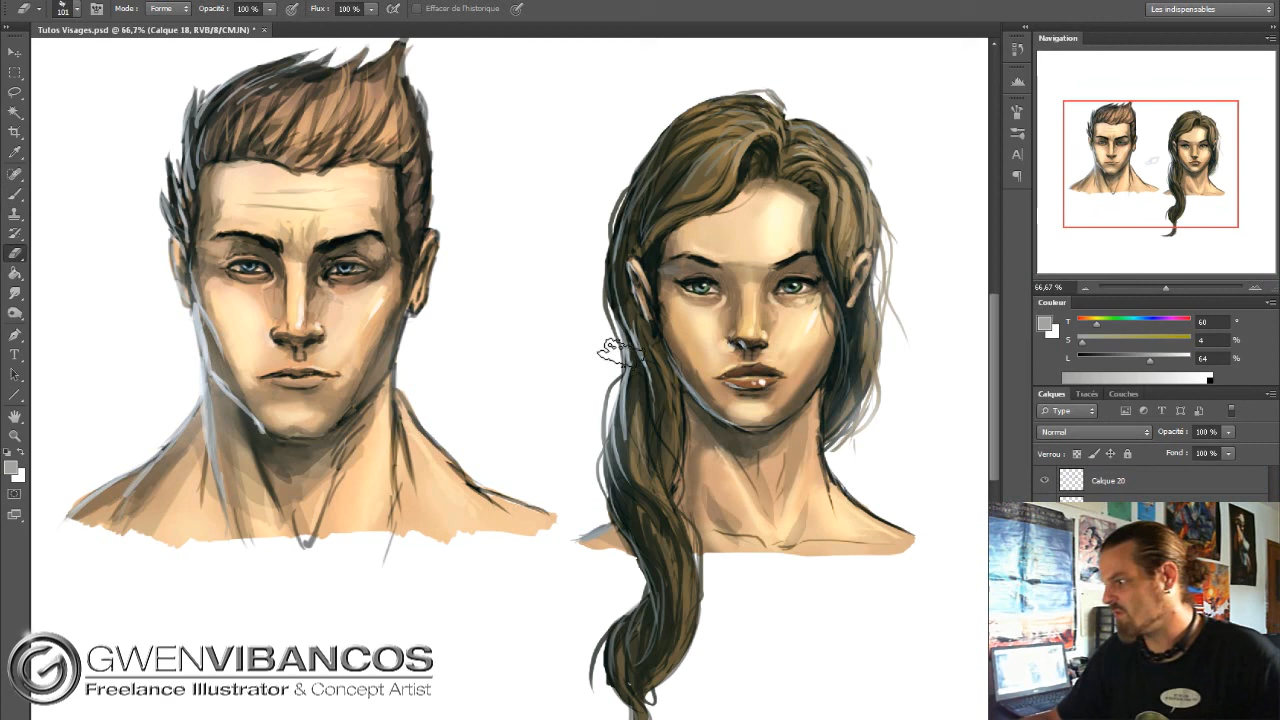 101
Mode : Forme
Opacité : 100 %
Flux : 100 %
Effacer de l'historique
Les indispensables
Tutos Visages.psd @ 66,7% (Calque 18, RVB/8/CMJN) *
Navigation
66,67 %
Couleur
T 60 °
S 4 %
L 64 %
Calques Tracés Couches
Type
Normal
Opacité : 100 %
Verrou :
Fond : 100 %
Calque 20
GWENVIBANCOS
Freelance Illustrator & Concept Artist